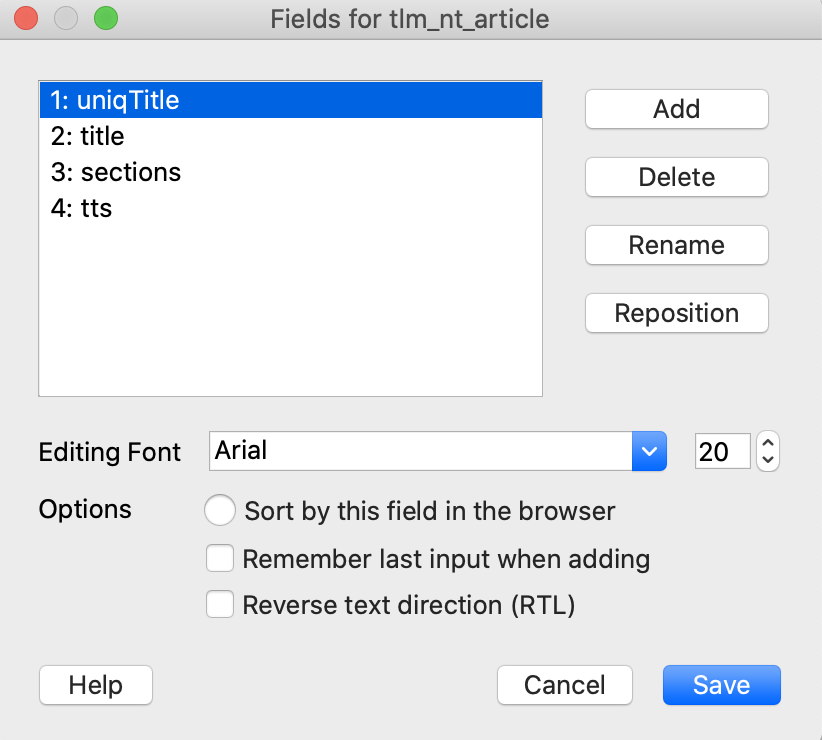 Fields for tlm_nt_article
1: uniqTitle
2: title
3: sections
4: tts
Add
Delete
Rename
Reposition
Editing Font Arial 20
Options Sort by this field in the browser
Remember last input when adding
Reverse text direction (RTL)
Help Cancel Save